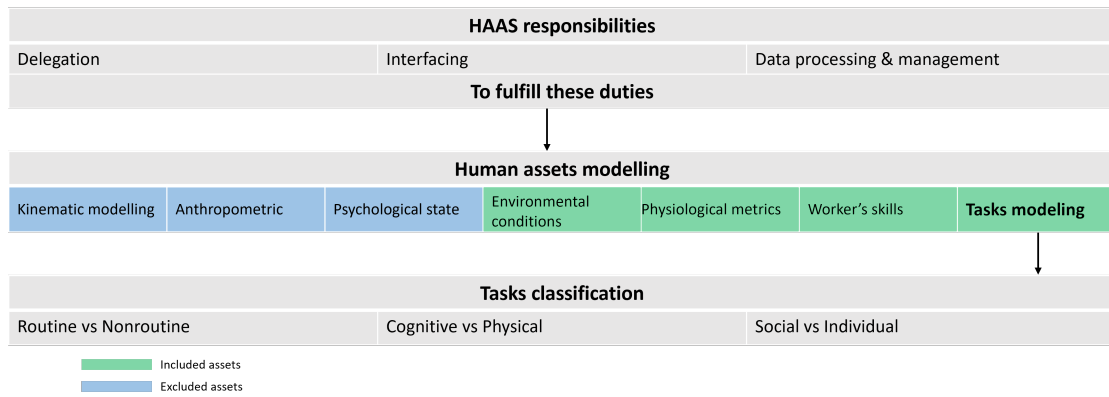 HAAS responsibilities
Delegation
Interfacing
Data processing & management
To fulfill these duties
Human assets modelling
Kinematic modelling
Anthropometric
Psychological state
Environmental
conditions
Physiological metrics
Worker's skills
Tasks modeling
Tasks classification
Routine vs Nonroutine
Cognitive vs Physical
Social vs Individual
Included assets
Excluded assets